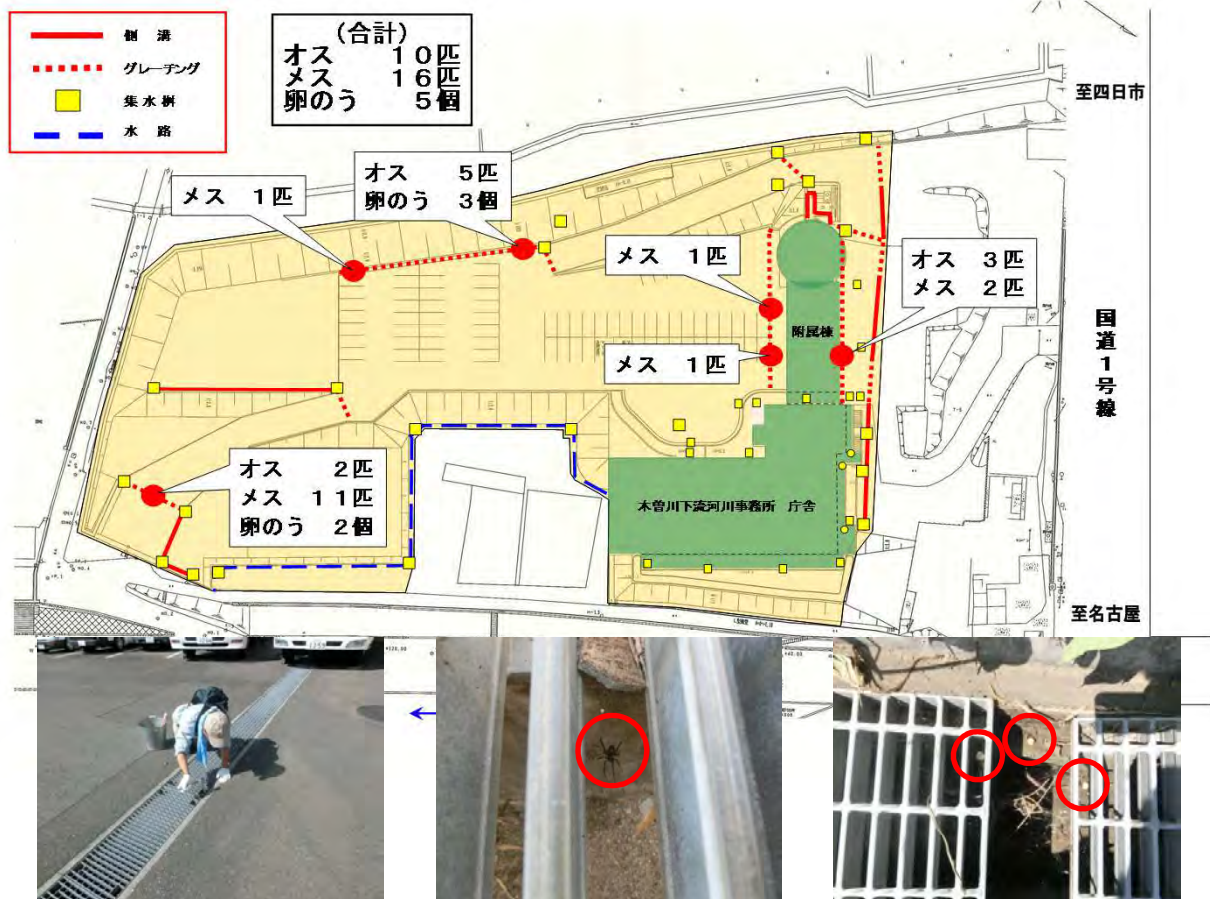 側 溝
グレーチング
集水桝
水 路
(合計)
オス 10匹
メス 16匹
卵のう 5個
至四日市
メス 1匹
オス 5匹
卵のう 3個
メス 1匹
オス 3匹
メス 2匹
国道1号線
附属棟
メス 1匹
オス 2匹
メス 11匹
卵のう 2個
木曽川下流河川事務所 庁舎
至名古屋